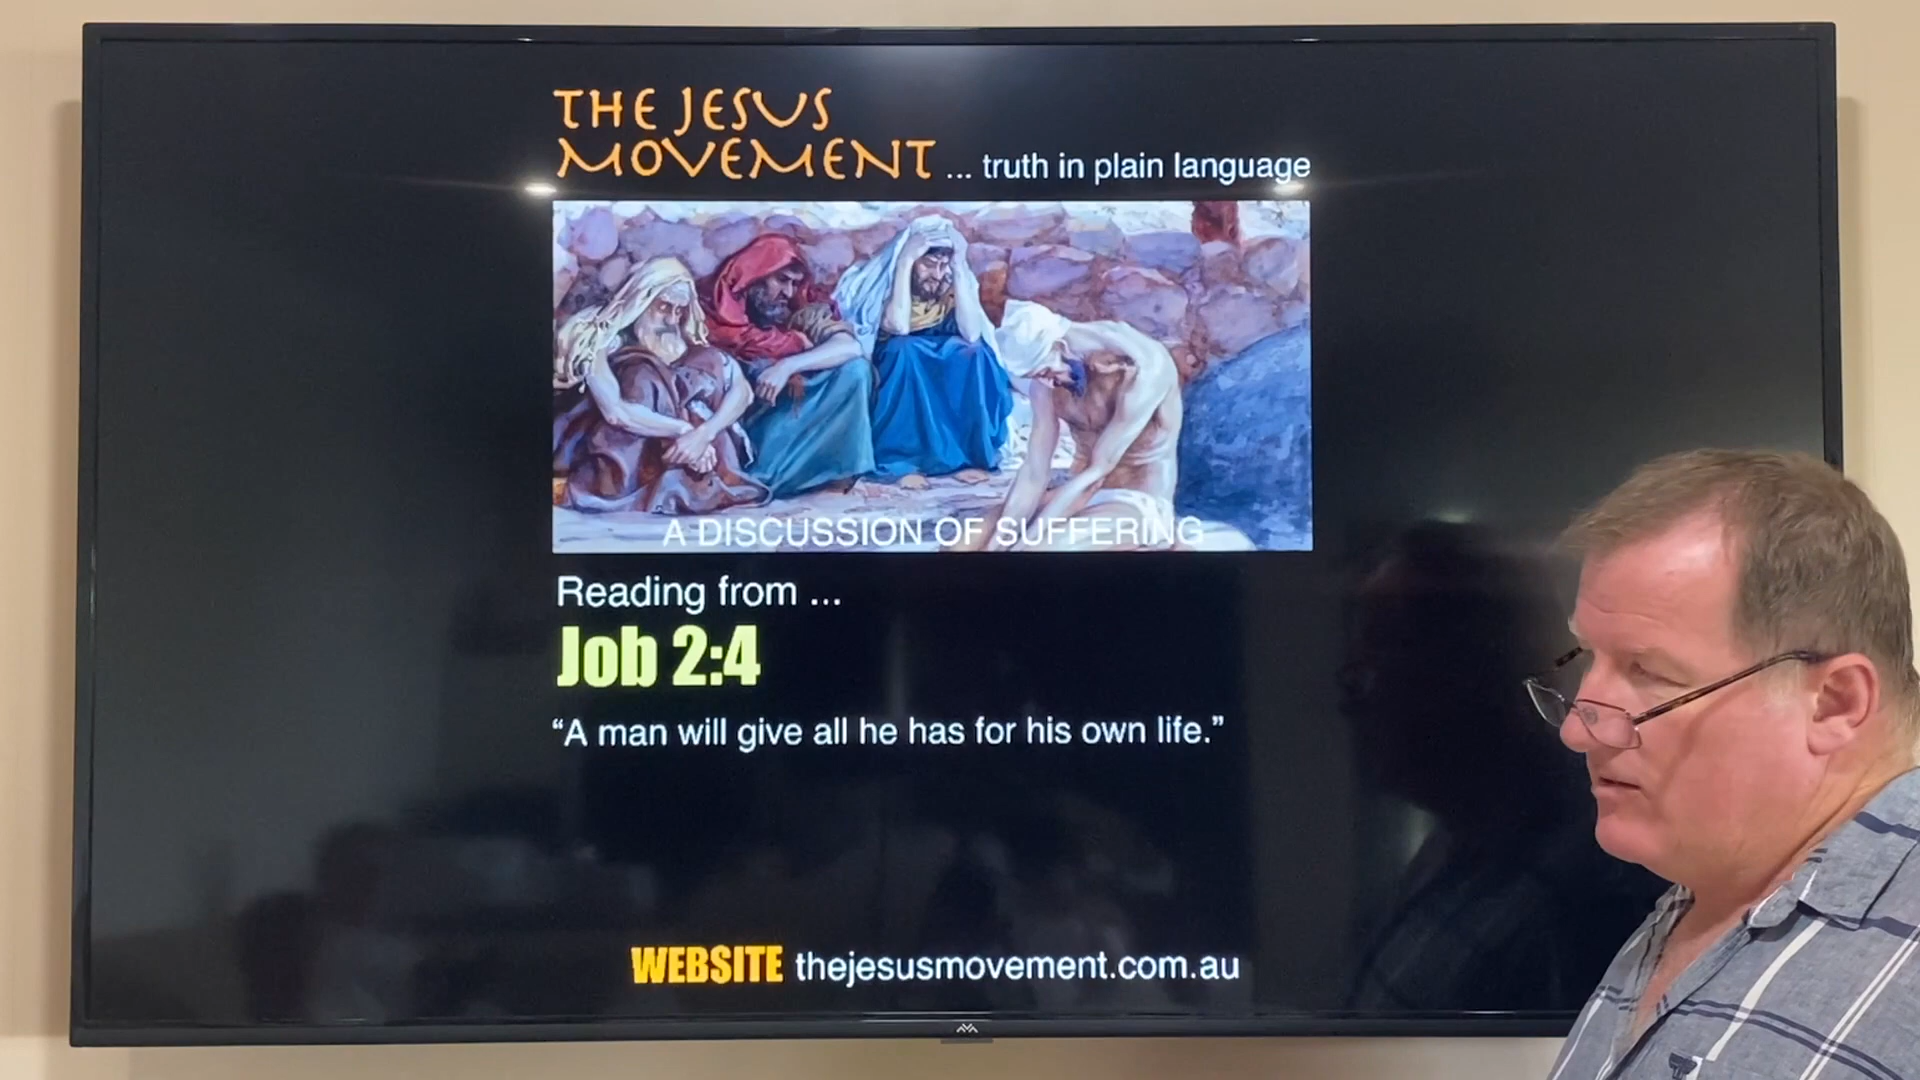 THE JESUS
MOVEMENT ... truth in plain language
A DISCUSSION OF SUFFERING
Reading from ...
Job 2:4
“A man will give all he has for his own life.”
WEBSITE thejesusmovement.com.au